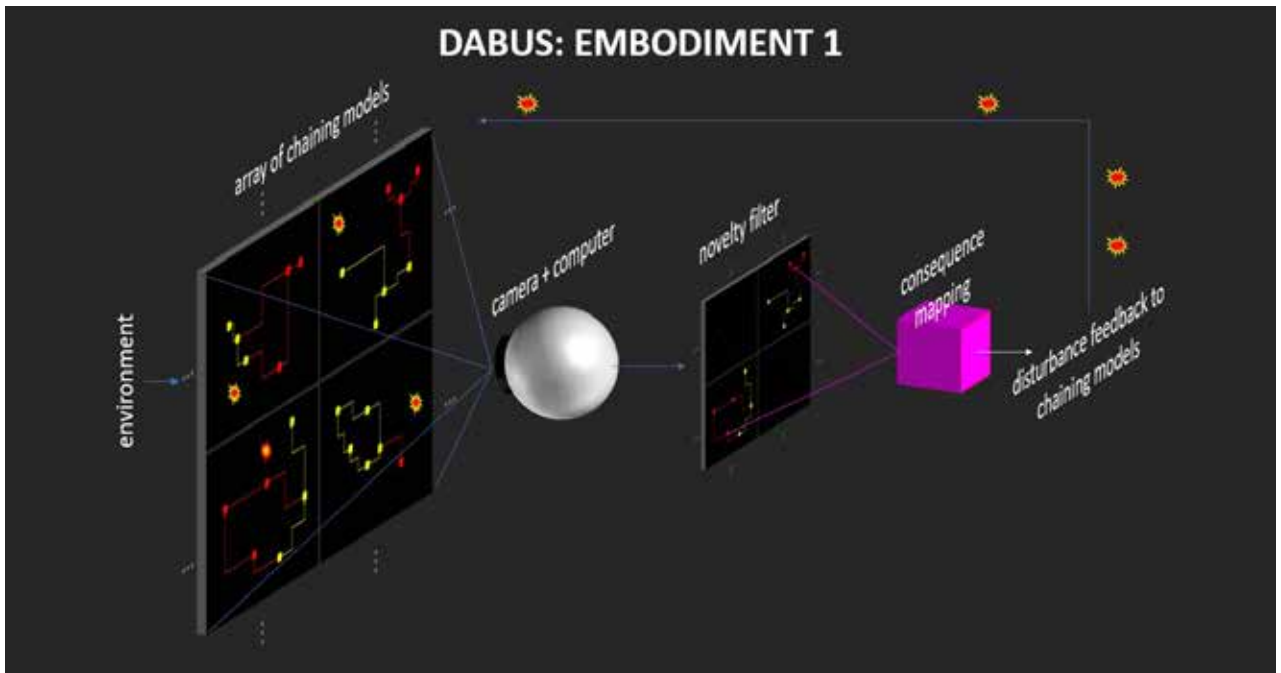 DABUS: EMBODIMENT 1
array of chaining models
environment
camera + computer
novelty filter
consequence
mapping
disturbance feedback to
chaining models